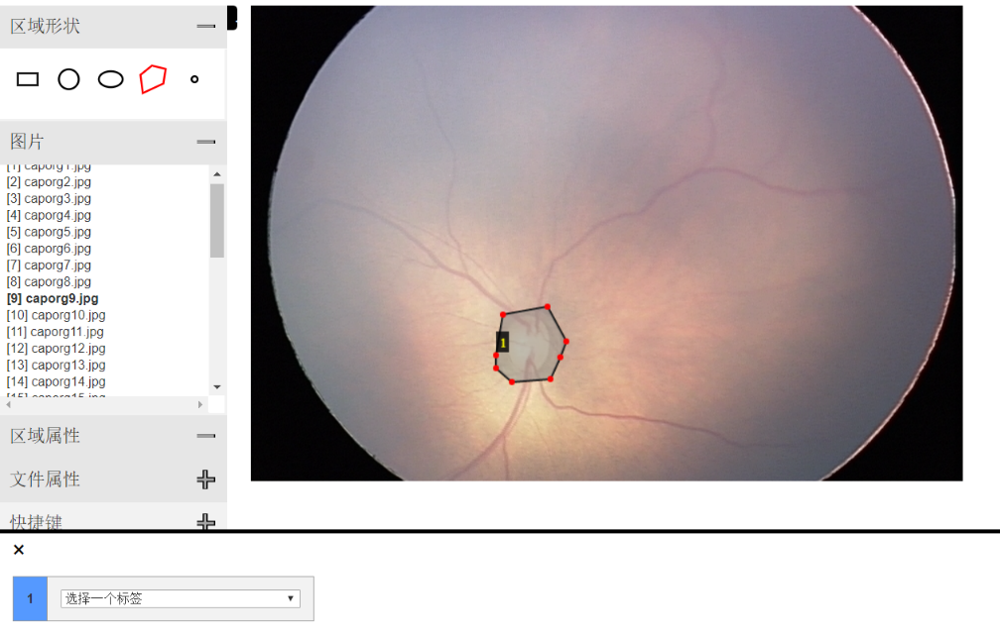 区域形状
图片
[1] caporg1.jpg
[2] caporg2.jpg
[3] caporg3.jpg
[4] caporg4.jpg
[5] caporg5.jpg
[6] caporg6.jpg
[7] caporg7.jpg
[8] caporg8.jpg
[9] caporg9.jpg
[10] caporg10.jpg
[11] caporg11.jpg
[12] caporg12.jpg
[13] caporg13.jpg
[14] caporg14.jpg
[15] caporg15.jpg
区域属性
文件属性
快捷键
1
1
选择一个标签